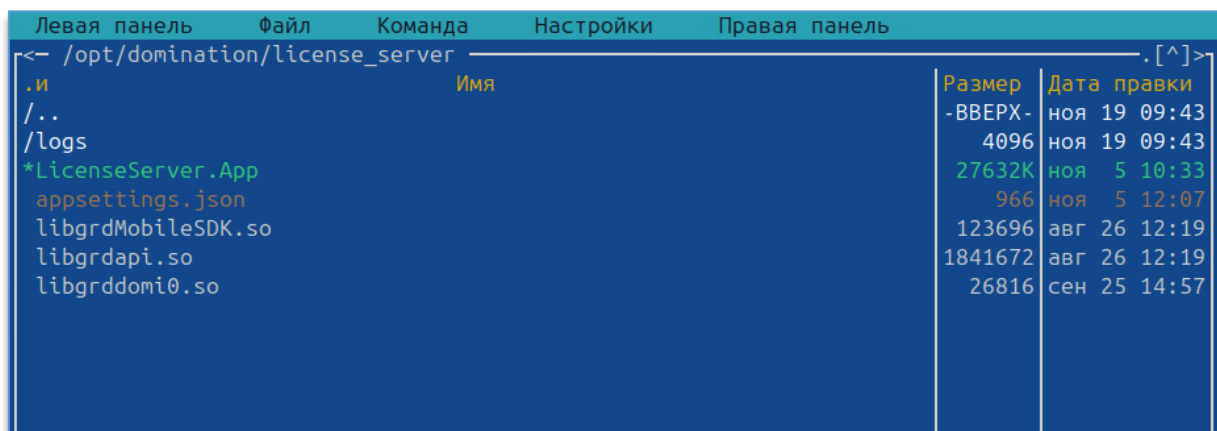 Левая панель Файл Команда Настройки Правая панель
<— /opt/domination/license_server .[^]>
.и Имя Размер Дата правки
/.. -ВВЕРХ- ноя 19 09:43
/logs 4096 ноя 19 09:43
*LicenseServer.App 27632K ноя 5 10:33
appsettings.json 966 ноя 5 12:07
libgrdMobileSDK.so 123696 авг 26 12:19
libgrdapi.so 1841672 авг 26 12:19
libgrddomi0.so 26816 сен 25 14:57